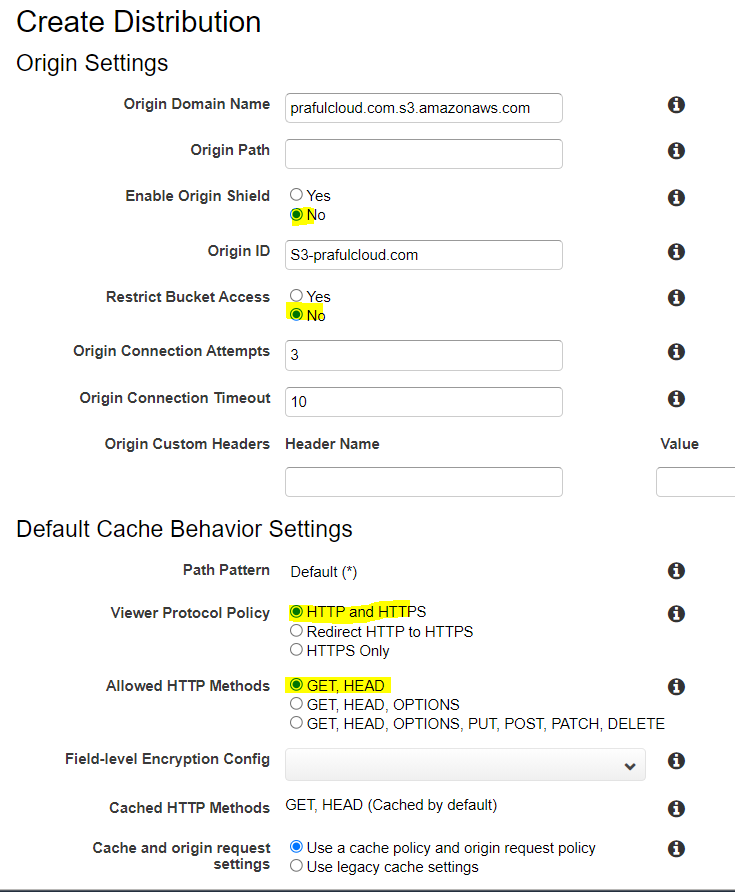 Create Distribution
Origin Settings
Origin Domain Name prafulcloud.com.s3.amazonaws.com
Origin Path
Enable Origin Shield Yes
No
Origin ID S3-prafulcloud.com
Restrict Bucket Access Yes
No
Origin Connection Attempts 3
Origin Connection Timeout 10
Origin Custom Headers Header Name Value
Default Cache Behavior Settings
Path Pattern Default (*)
Viewer Protocol Policy HTTP and HTTPS
Redirect HTTP to HTTPS
HTTPS Only
Allowed HTTP Methods GET, HEAD
GET, HEAD, OPTIONS
GET, HEAD, OPTIONS, PUT, POST, PATCH, DELETE
Field-level Encryption Config
Cached HTTP Methods GET, HEAD (Cached by default)
Cache and origin request settings Use a cache policy and origin request policy
Use legacy cache settings